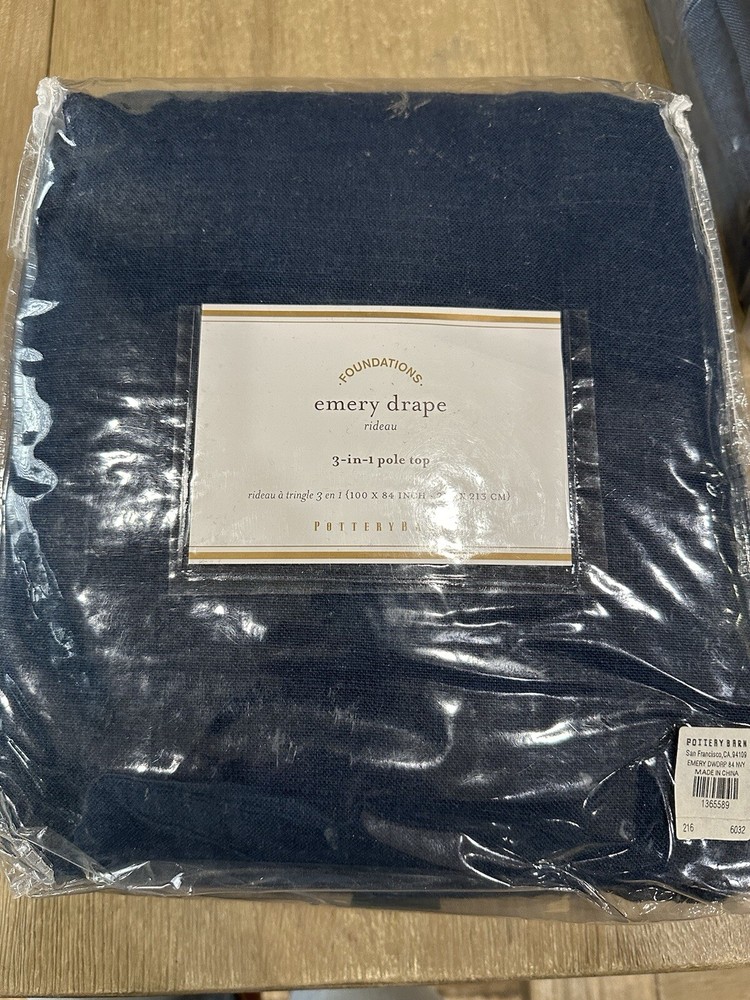 ·FOUNDATIONS·
emery drape
rideau
3-in-1 pole top
rideau à tringle 3 en 1 (100 X 84 INCH X 213 CM)
POTTERY
POTTERY BARN
San Francisco,CA,94109
EMERY DWDRP 84 NVY
MADE IN CHINA
1365589
216 6032